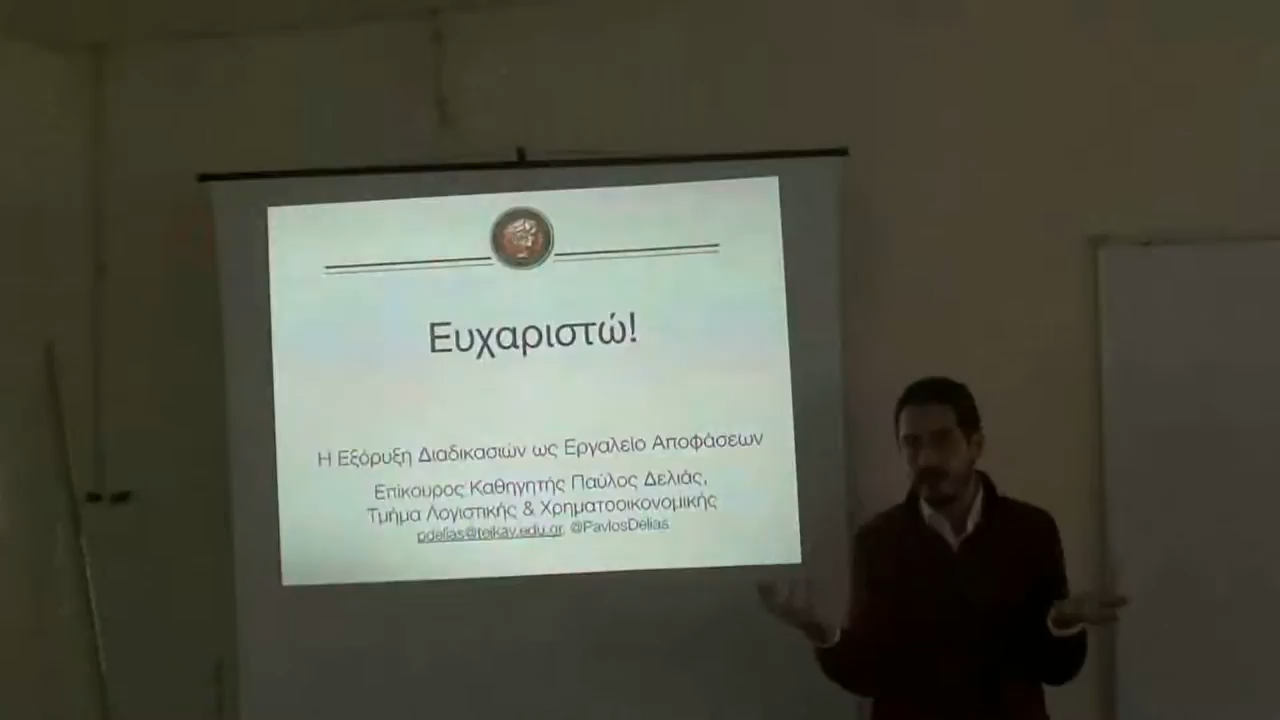 Ευχαριστώ!
Η Εξόρυξη Διαδικασιών ως Εργαλείο Αποφάσεων
Επίκουρος Καθηγητής Παύλος Δελιάς,
Τμήμα Λογιστικής & Χρηματοοικονομικής
pdelias@teikav.edu.gr, @PavlosDelias